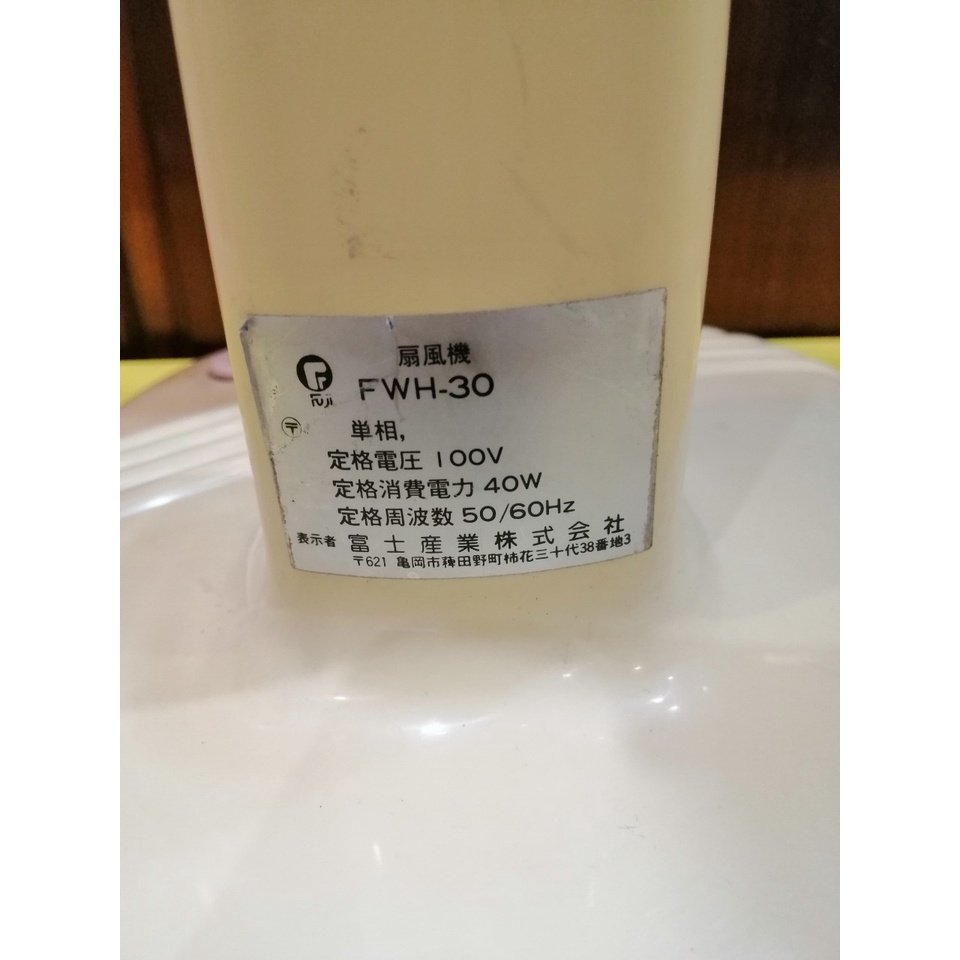 扇風機
Fuji
FWH-30
〒
単相,
定格電圧 100V
定格消費電力 40W
定格周波数 50/60Hz
表示者 富士産業株式会社
〒621 亀岡市薭田野町柿花三十代38番地3